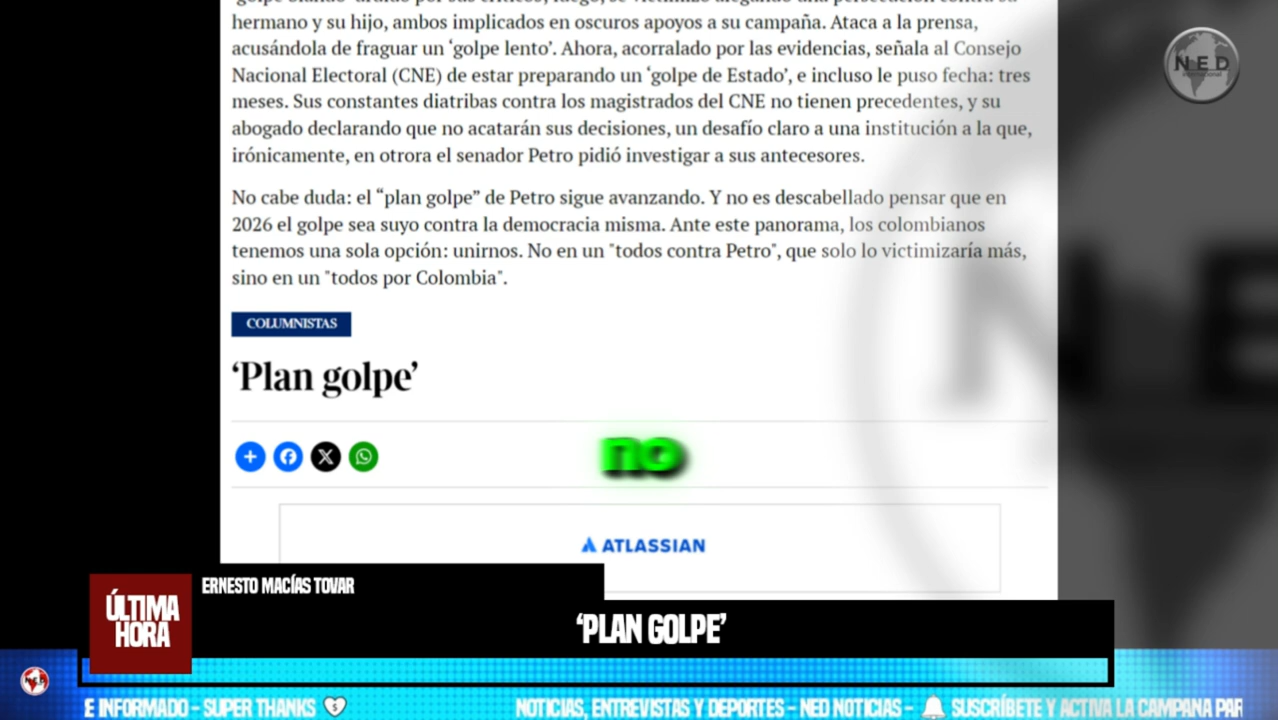 hermano y su hijo, ambos implicados en oscuros apoyos a su campaña. Ataca a la prensa,
acusándola de fraguar un ‘golpe lento’. Ahora, acorralado por las evidencias, señala al Consejo
Nacional Electoral (CNE) de estar preparando un ‘golpe de Estado’, e incluso le puso fecha: tres
meses. Sus constantes diatribas contra los magistrados del CNE no tienen precedentes, y su
abogado declarando que no acatarán sus decisiones, un desafío claro a una institución a la que,
irónicamente, en otrora el senador Petro pidió investigar a sus antecesores.
No cabe duda: el “plan golpe” de Petro sigue avanzando. Y no es descabellado pensar que en
2026 el golpe sea suyo contra la democracia misma. Ante este panorama, los colombianos
tenemos una sola opción: unirnos. No en un "todos contra Petro", que solo lo victimizaría más,
sino en un "todos por Colombia".
COLUMNISTAS
‘Plan golpe’
no
ATLASSIAN
NED
International
ERNESTO MACÍAS TOVAR
ÚLTIMA
HORA
‘PLAN GOLPE’
E INFORMADO - SUPER THANKS
NOTICIAS, ENTREVISTAS Y DEPORTES - NED NOTICIAS -
SUSCRÍBETE Y ACTIVA LA CAMPANA PAR